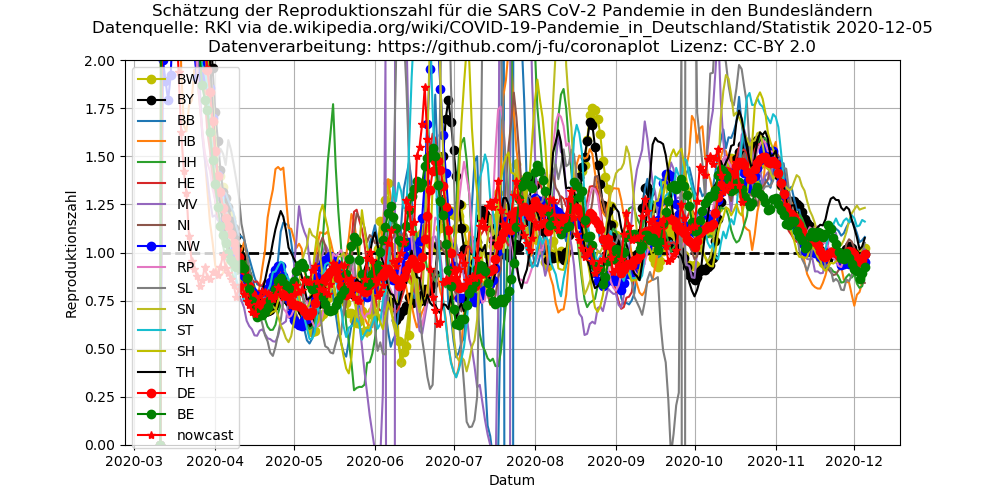 Schätzung der Reproduktionszahl für die SARS CoV-2 Pandemie in den Bundesländern
Datenquelle: RKI via de.wikipedia.org/wiki/COVID-19-Pandemie_in_Deutschland/Statistik 2020-12-05
Datenverarbeitung: https://github.com/j-fu/coronaplot  Lizenz: CC-BY 2.0
Reproduktionszahl
2.00
1.75
1.50
1.25
1.00
0.75
0.50
0.25
0.00
BW
BY
BB
HB
HH
HE
MV
NI
NW
RP
SL
SN
ST
SH
TH
DE
BE
nowcast
2020-03 2020-04 2020-05 2020-06 2020-07 2020-08 2020-09 2020-10 2020-11 2020-12
Datum